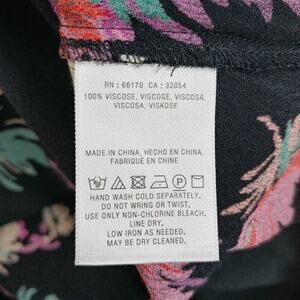 RN : 66170 CA : 32054
100% VISCOSE, VISCOSE, VISCOSA,
VISCOSA, VISKOSE
MADE IN CHINA, HECHO EN CHINA,
FABRIQUÉ EN CHINE
HAND WASH COLD SEPARATELY.
DO NOT WRING OR TWIST.
USE ONLY NON-CHLORINE BLEACH,
LINE DRY.
LOW IRON AS NEEDED.
MAY BE DRY CLEANED.